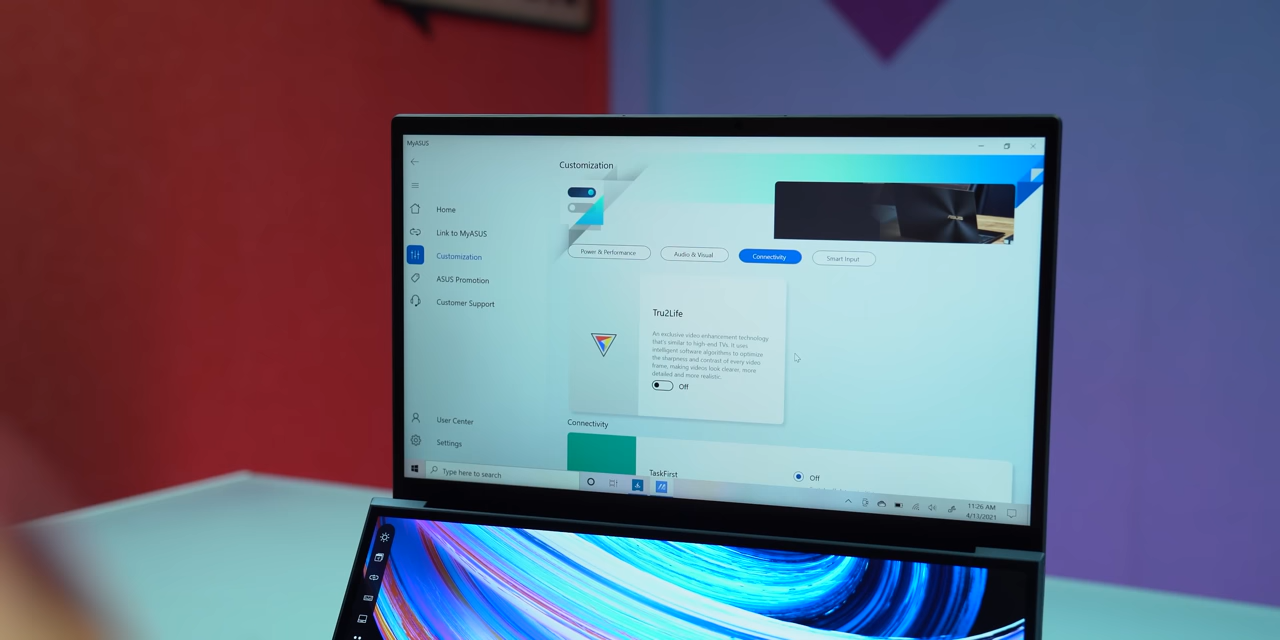 MyASUS
Customization
Home
Link to MyASUS
Customization
ASUS Promotion
Customer Support
Power & Performance
Audio & Visual
Connectivity
Smart Input
Tru2Life
An exclusive video enhancement technology
that's similar to high-end TVs. It uses
intelligent software algorithms to optimize
the sharpness and contrast of every video
frame, making videos look clearer, more
detailed and more realistic.
Off
User Center
Settings
Connectivity
TaskFirst
Off
Type here to search
11:26 AM
4/13/2021